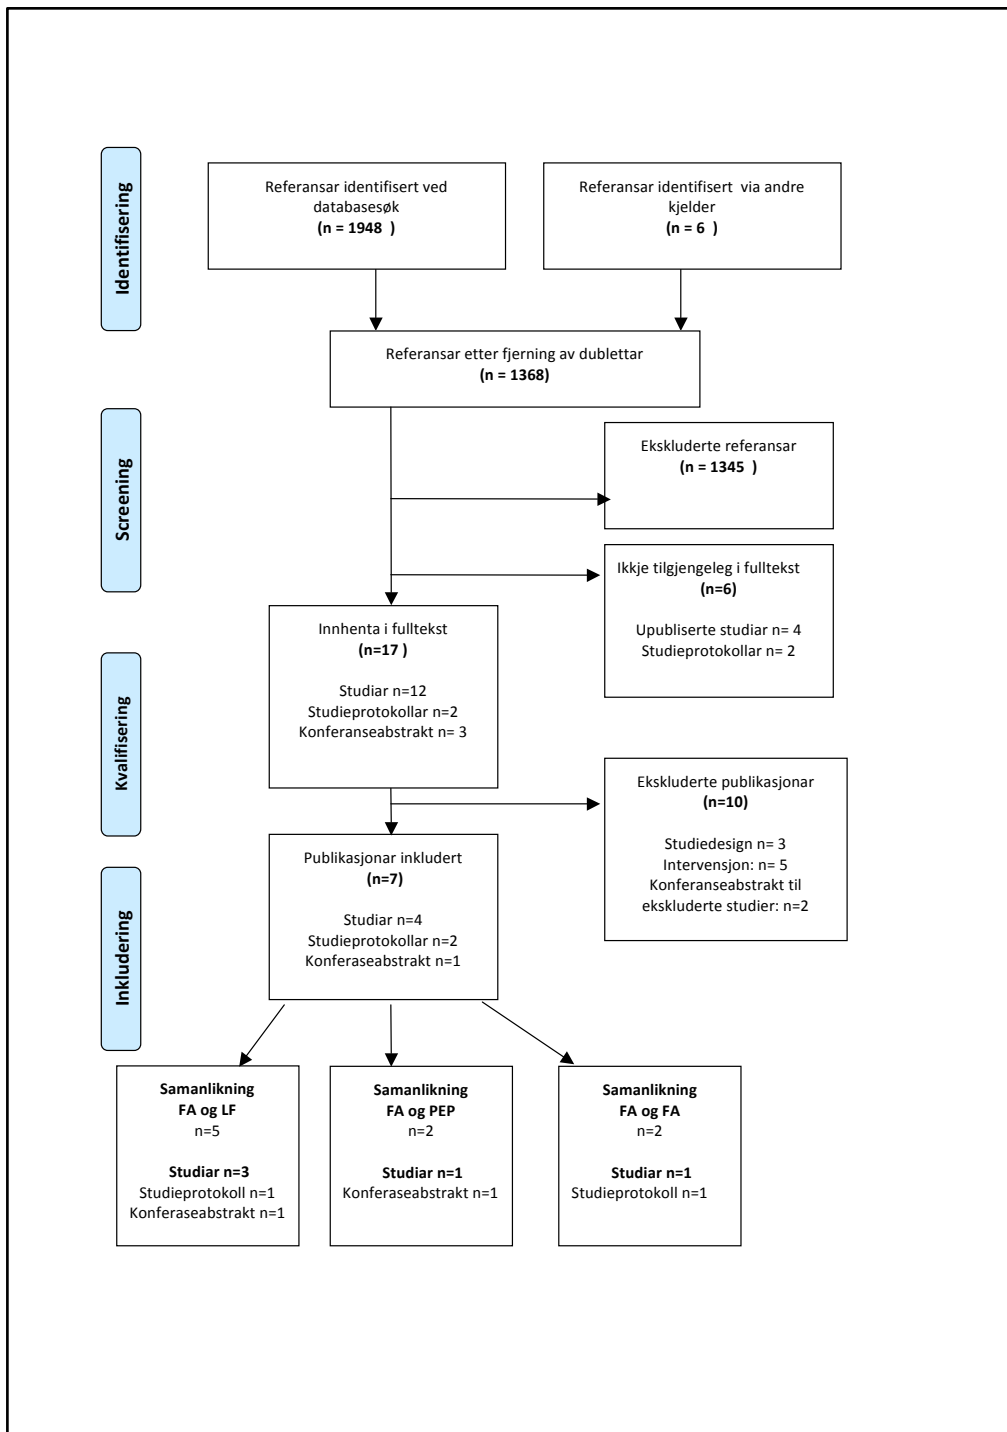 Identifisering
Referansar identifisert ved
databasesøk
(n = 1948 )
Referansar identifisert via andre
kjelder
(n = 6 )
Referansar etter fjerning av dublettar
(n = 1368)
Screening
Ekskluderte referansar
(n = 1345 )
Ikkje tilgjengeleg i fulltekst
(n=6)
Upubliserte studiar n= 4
Studieprotokollar n= 2
Innhenta i fulltekst
(n=17 )
Studiar n=12
Studieprotokollar n=2
Konferanseabstrakt n= 3
Kvalifisering
Ekskluderte publikasjonar
(n=10)
Studiedesign n= 3
Intervensjon: n= 5
Konferanseabstrakt til
ekskluderte studier: n=2
Publikasjonar inkludert
(n=7)
Studiar n=4
Studieprotokollar n=2
Konferaseabstrakt n=1
Inkludering
Samanlikning
FA og LF
n=5
Studiar n=3
Studieprotokoll n=1
Konferaseabstrakt n=1
Samanlikning
FA og PEP
n=2
Studiar n=1
Konferaseabstrakt n=1
Samanlikning
FA og FA
n=2
Studiar n=1
Studieprotokoll n=1